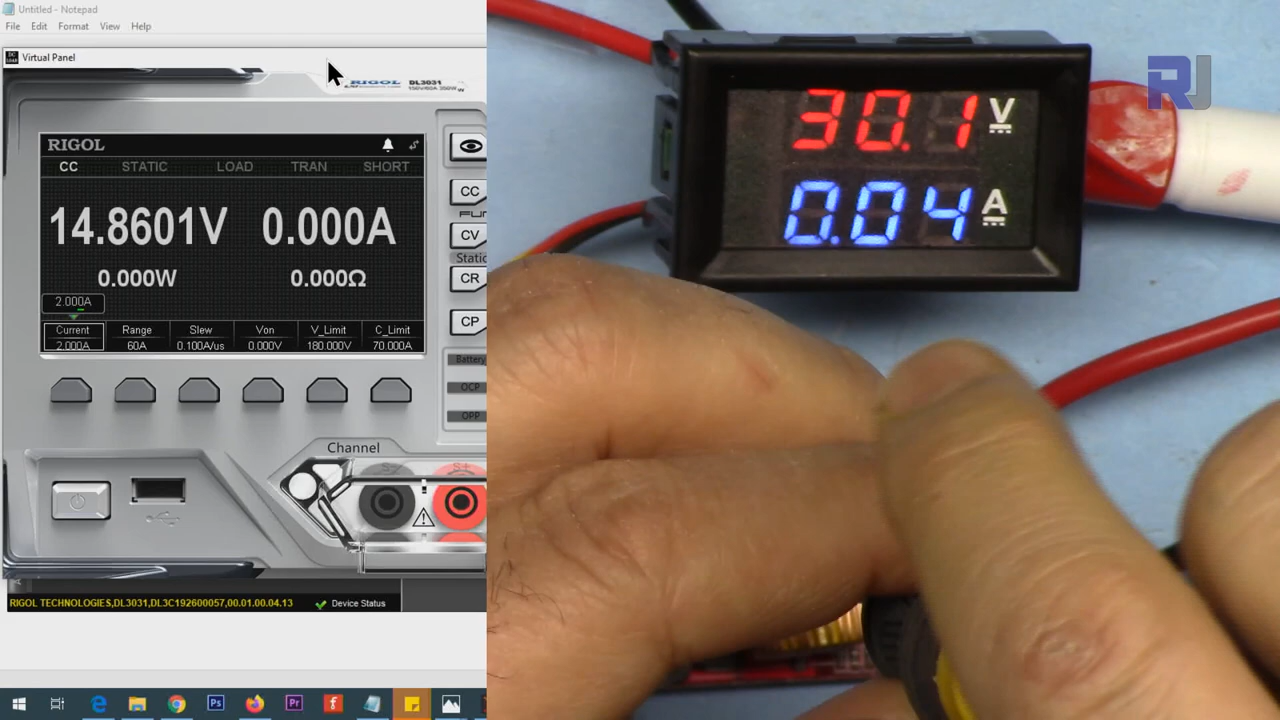 Untitled - Notepad
File Edit Format View Help
Virtual Panel
RIGOL DL3031
RIGOL
CC STATIC LOAD TRAN SHORT
14.8601V 0.000A
0.000W 0.000Ω
2.000A
Current Range Slew Von V_Limit C_Limit
2.000A 60A 0.100A/us 0.000V 180.000V 70.000A
CC
CV
CR
CP
Battery
OCP
OPP
Channel
S- S+
RIGOL TECHNOLOGIES,DL3031,DL3C192600057,00.01.00.04.13 Device Status
Ps Pr
30.1 V
0.04 A
RJ